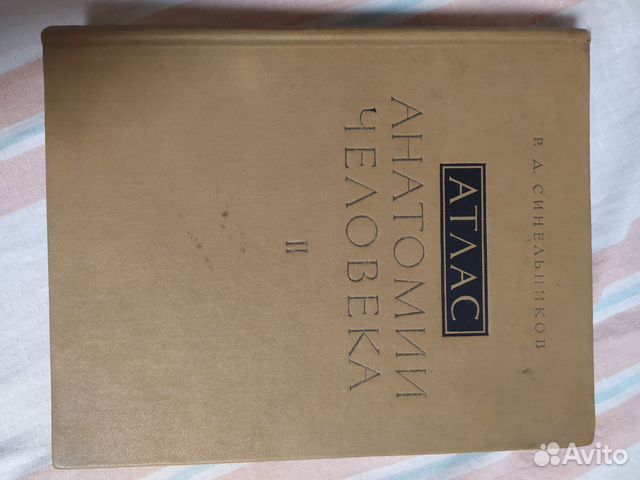 Р. Д. СИНЕЛЬНИКОВ
АТЛАС
АНАТОМИИ
ЧЕЛОВЕКА
II
Avito